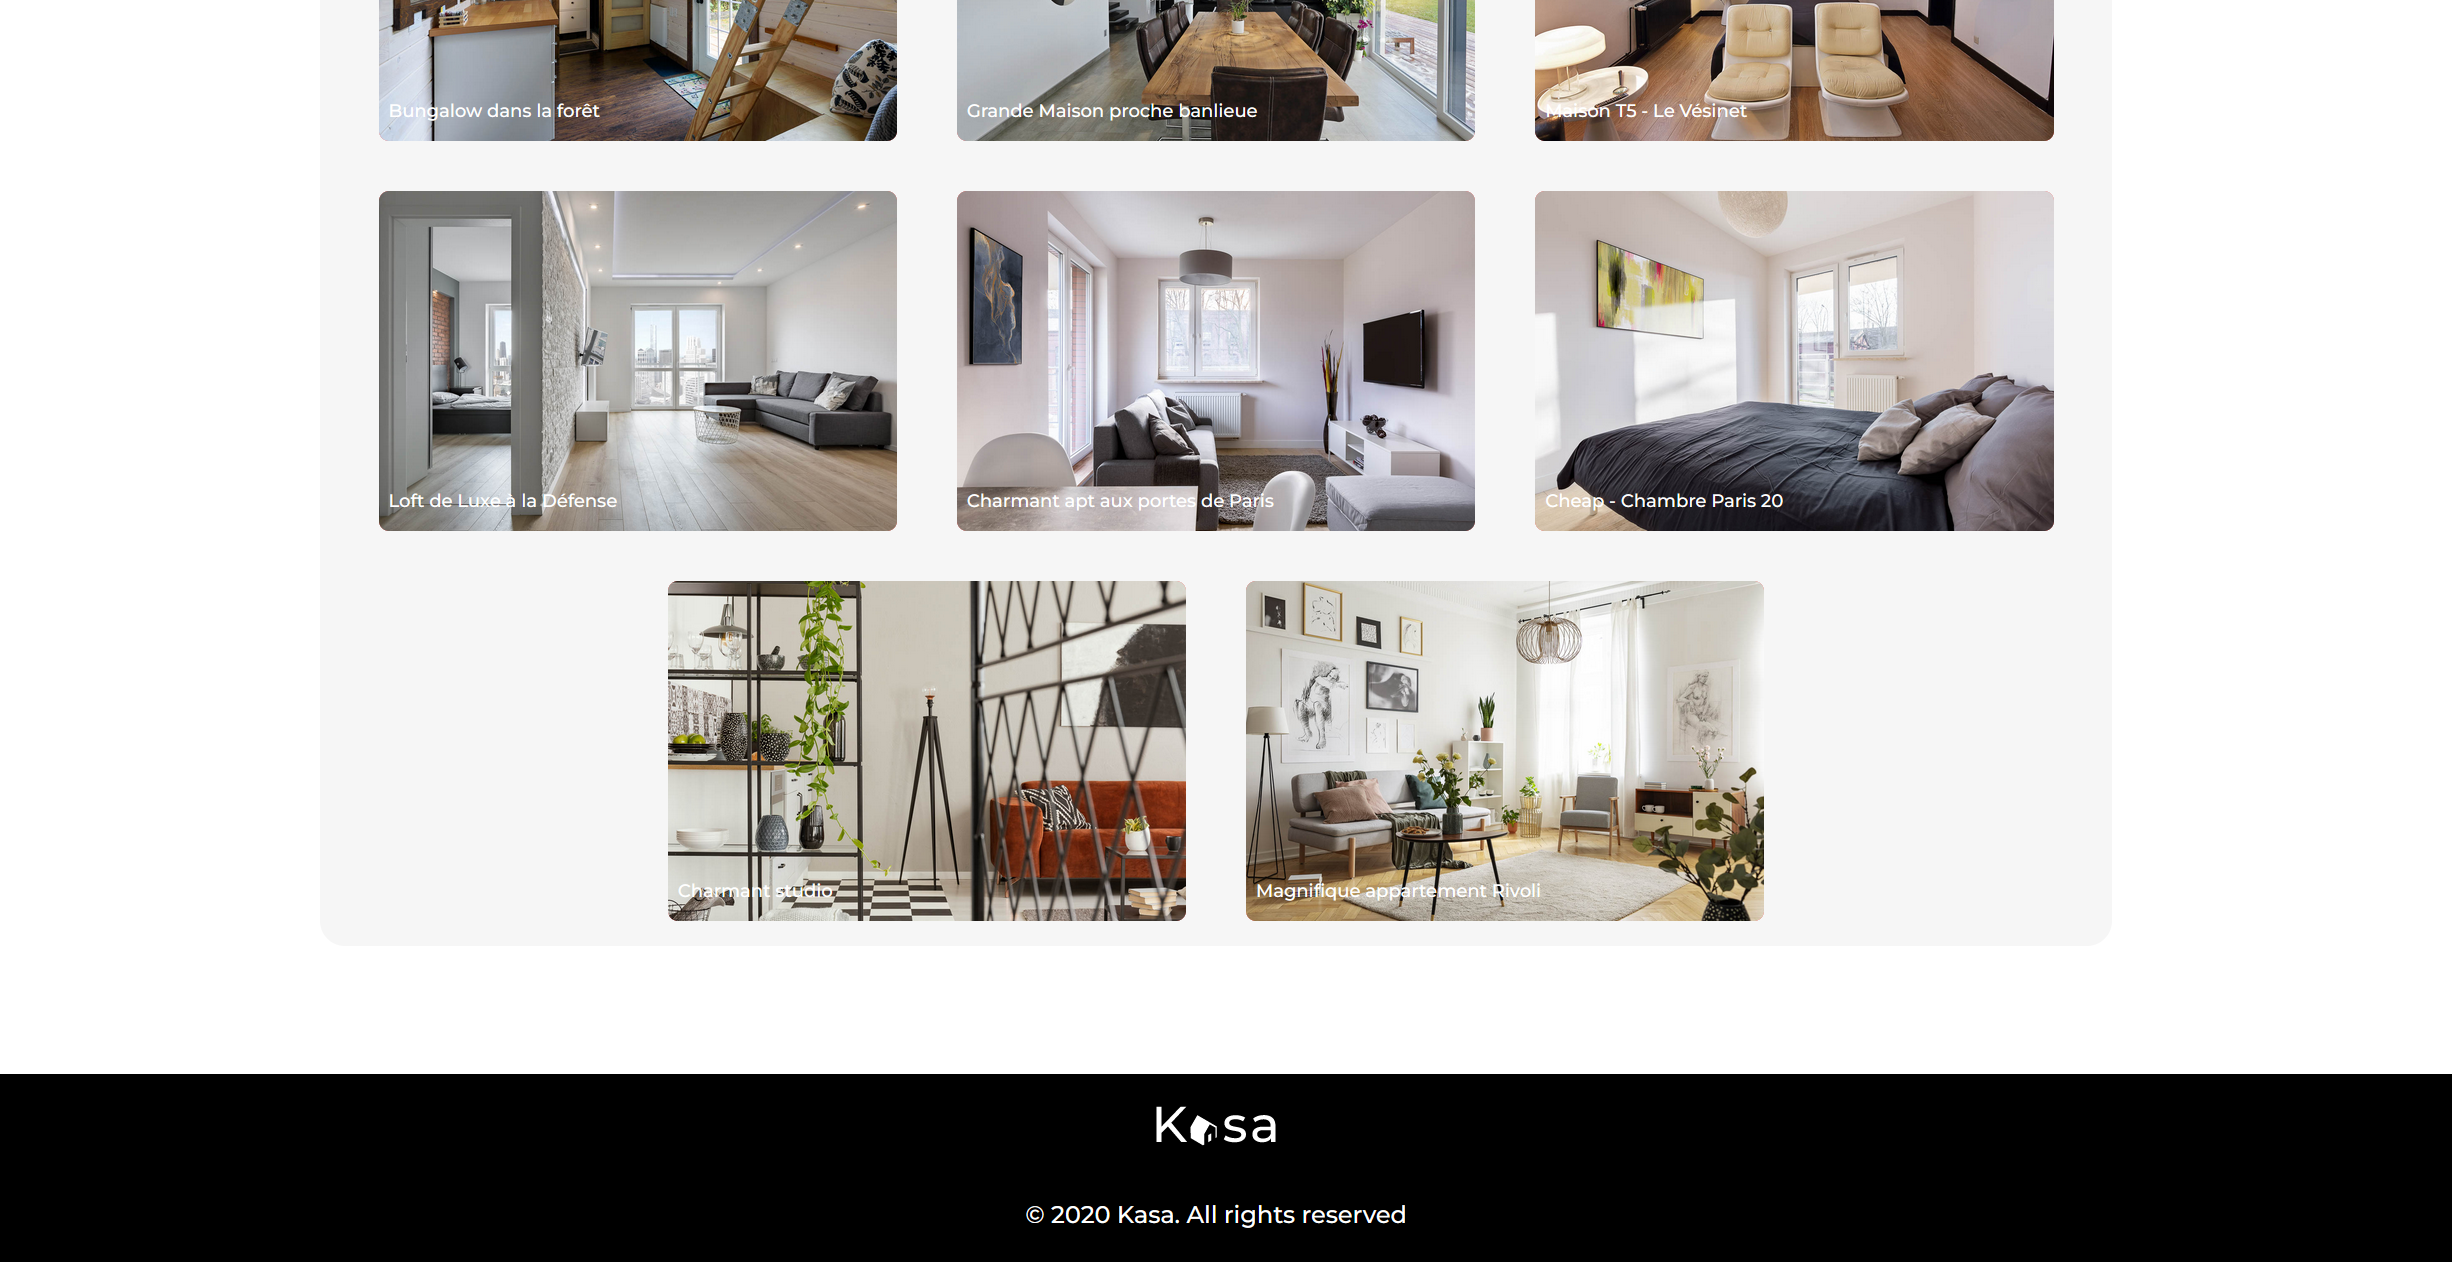 Bungalow dans la forêt
Grande Maison proche banlieue
Maison T5 - Le Vésinet
Loft de Luxe à la Défense
Charmant apt aux portes de Paris
Cheap - Chambre Paris 20
Charmant studio
Magnifique appartement Rivoli
Kasa
© 2020 Kasa. All rights reserved